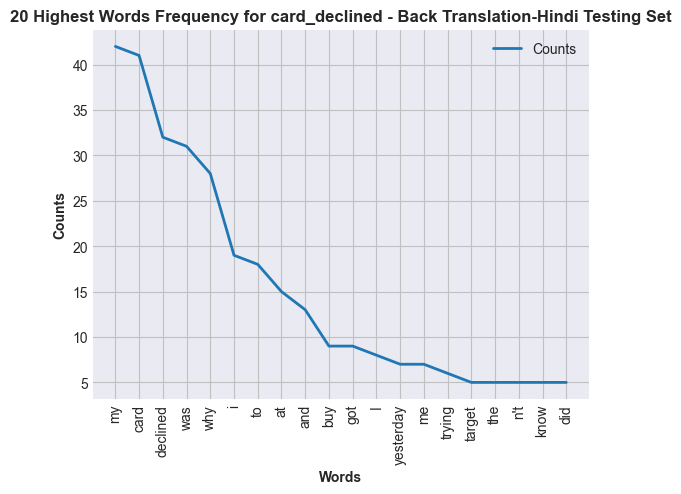 20 Highest Words Frequency for card_declined - Back Translation-Hindi Testing Set
Counts
Counts
40
35
30
25
20
15
10
5
my
card
declined
was
why
i
to
at
and
buy
got
I
yesterday
me
trying
target
the
n't
know
did
Words